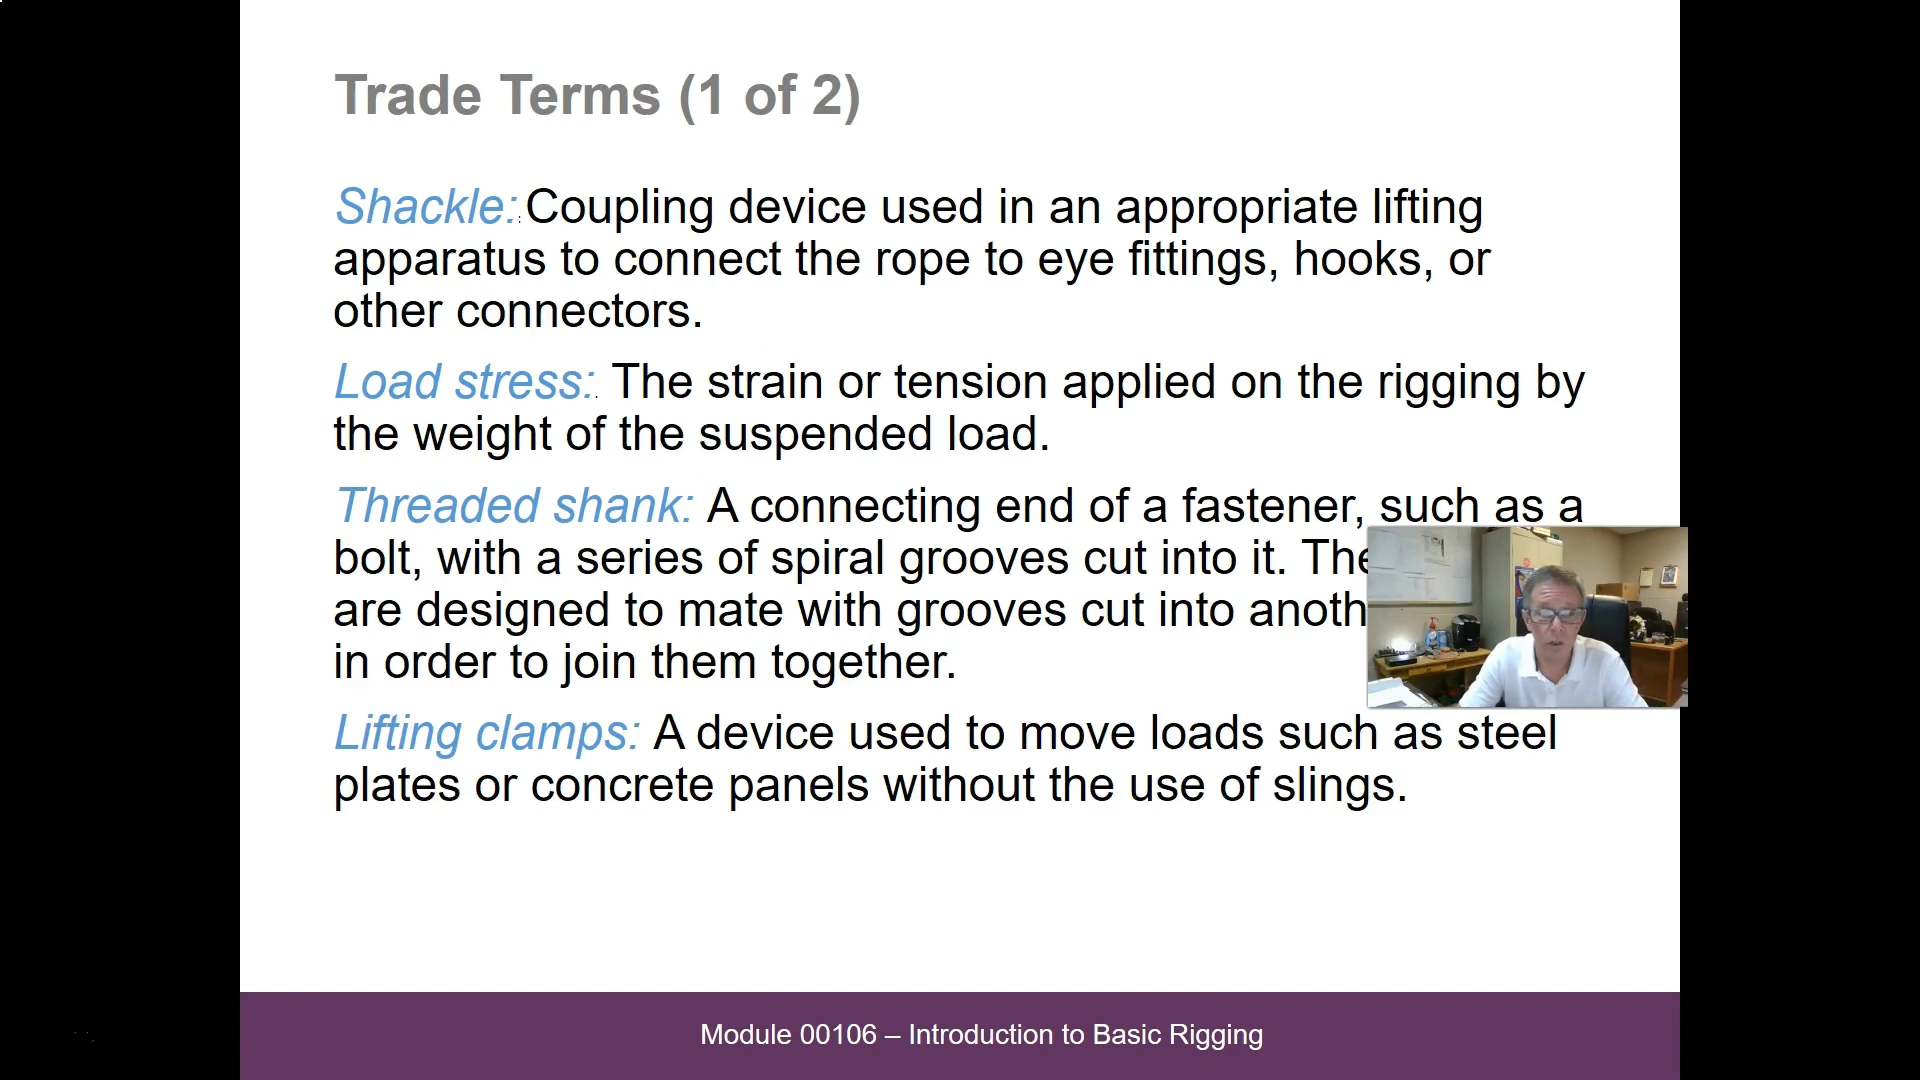 Trade Terms (1 of 2)
Shackle: Coupling device used in an appropriate lifting
apparatus to connect the rope to eye fittings, hooks, or
other connectors.
Load stress: The strain or tension applied on the rigging by
the weight of the suspended load.
Threaded shank: A connecting end of a fastener, such as a
bolt, with a series of spiral grooves cut into it. The
are designed to mate with grooves cut into
in order to join them together.
Lifting clamps: A device used to move loads such as steel
plates or concrete panels without the use of slings.
Module 00106 – Introduction to Basic Rigging